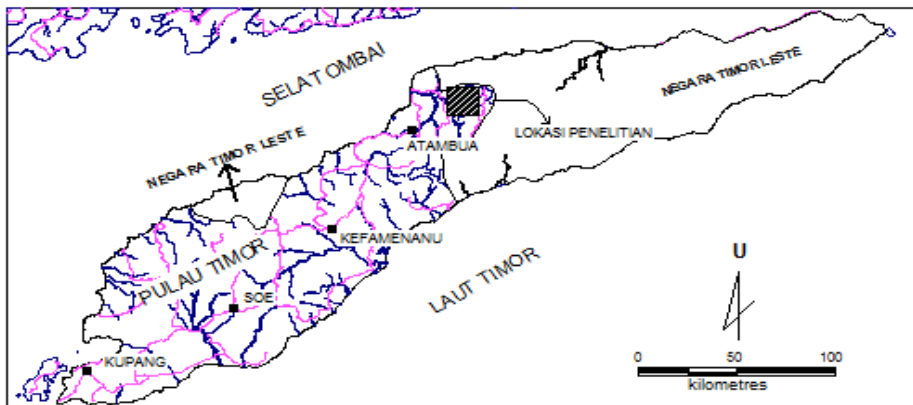 SELAT OMBAI
NEGARA TIMOR LESTE
LOKASI PENELITIAN
ATAMBUA
NEGARA TIMOR LESTE
KEFAMENANU
PULAU TIMOR
LAUT TIMOR
SOE
KUPANG
U
0 50 100
kilometres